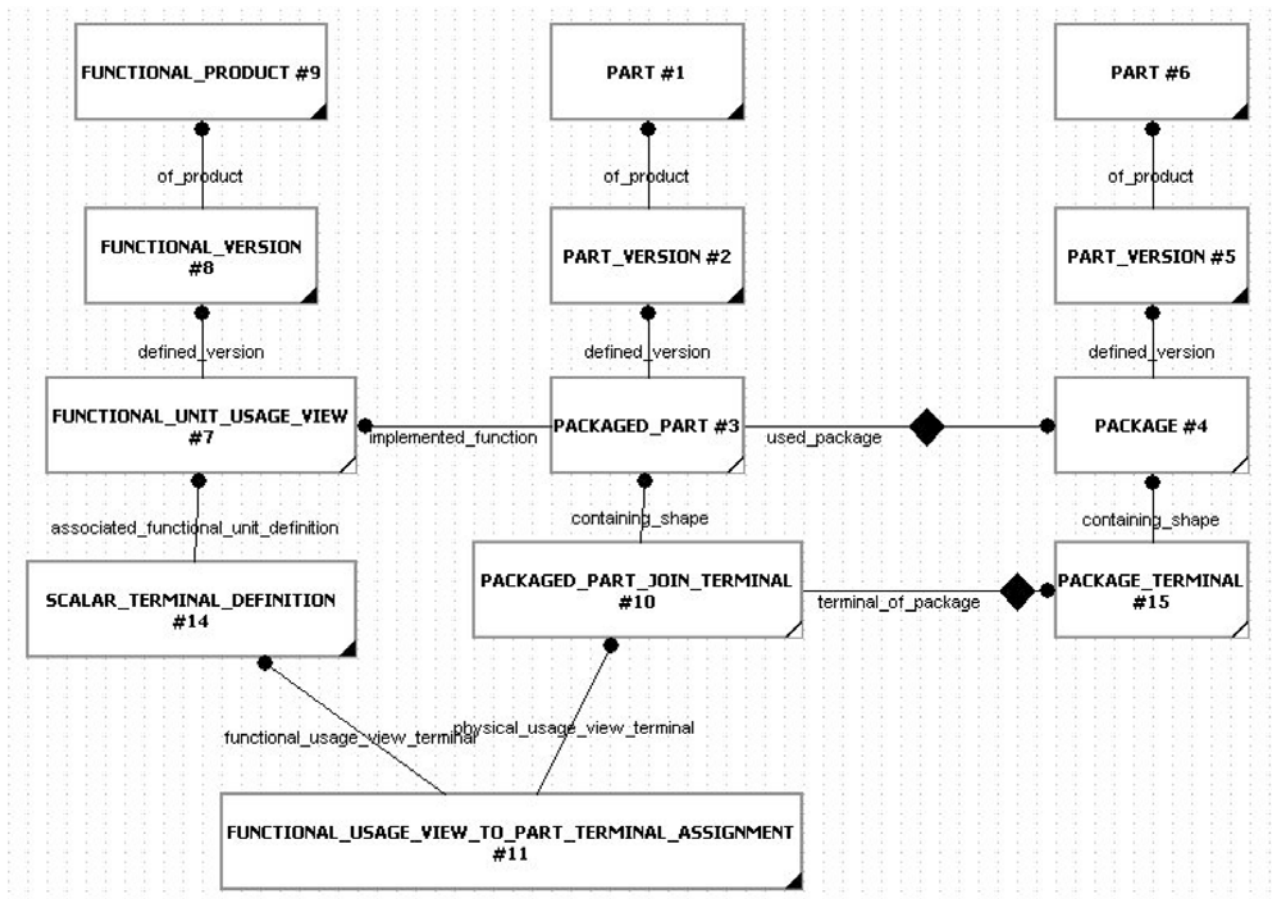 FUNCTIONAL_PRODUCT #9
PART #1
PART #6
of_product
of_product
of_product
FUNCTIONAL_VERSION
#8
PART_VERSION #2
PART_VERSION #5
defined_version
defined_version
defined_version
FUNCTIONAL_UNIT_USAGE_VIEW
#7
implemented_function
PACKAGED_PART #3
used_package
PACKAGE #4
associated_functional_unit_definition
containing_shape
containing_shape
SCALAR_TERMINAL_DEFINITION
#14
PACKAGED_PART_JOIN_TERMINAL
#10
terminal_of_package
PACKAGE_TERMINAL
#15
functional_usage_view_terminal
physical_usage_view_terminal
FUNCTIONAL_USAGE_VIEW_TO_PART_TERMINAL_ASSIGNMENT
#11